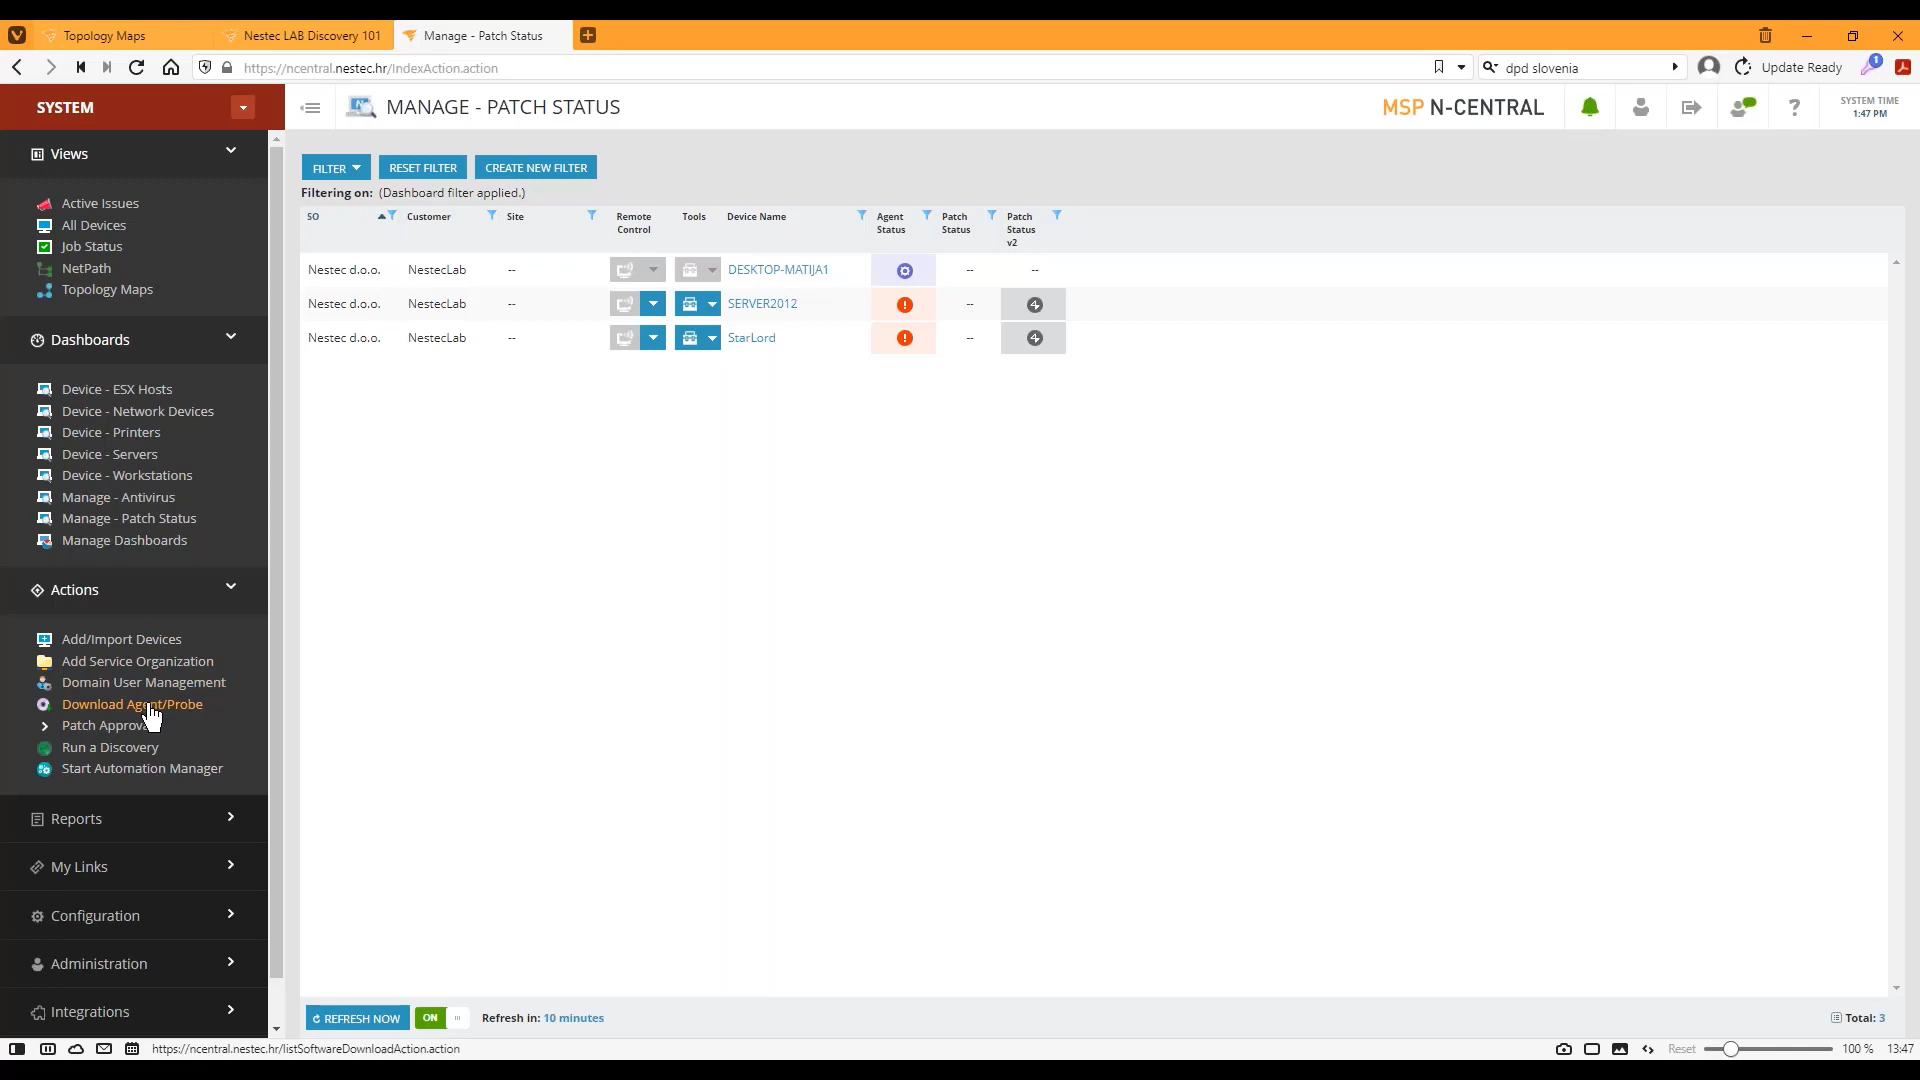 Topology Maps
Nestec LAB Discovery 101
Manage - Patch Status
https://ncentral.nestec.hr/IndexAction.action
dpd slovenia
Update Ready
1
SYSTEM
MANAGE - PATCH STATUS
MSP N-CENTRAL
?
SYSTEM TIME
1:47 PM
Views
Active Issues
All Devices
Job Status
NetPath
Topology Maps
Dashboards
Device - ESX Hosts
Device - Network Devices
Device - Printers
Device - Servers
Device - Workstations
Manage - Antivirus
Manage - Patch Status
Manage Dashboards
Actions
Add/Import Devices
Add Service Organization
Domain User Management
Download Agent/Probe
Patch Approva
Run a Discovery
Start Automation Manager
Reports
My Links
Configuration
Administration
Integrations
FILTER
RESET FILTER
CREATE NEW FILTER
Filtering on: (Dashboard filter applied.)
SO Customer Site Remote Control Tools Device Name Agent Status Patch Status Patch Status v2
Nestec d.o.o. NestecLab -- DESKTOP-MATIJA1 -- --
Nestec d.o.o. NestecLab -- SERVER2012 --
Nestec d.o.o. NestecLab -- StarLord --
REFRESH NOW
ON
Refresh in: 10 minutes
Total: 3
https://ncentral.nestec.hr/listSoftwareDownloadAction.action
Reset
100 %
13:47